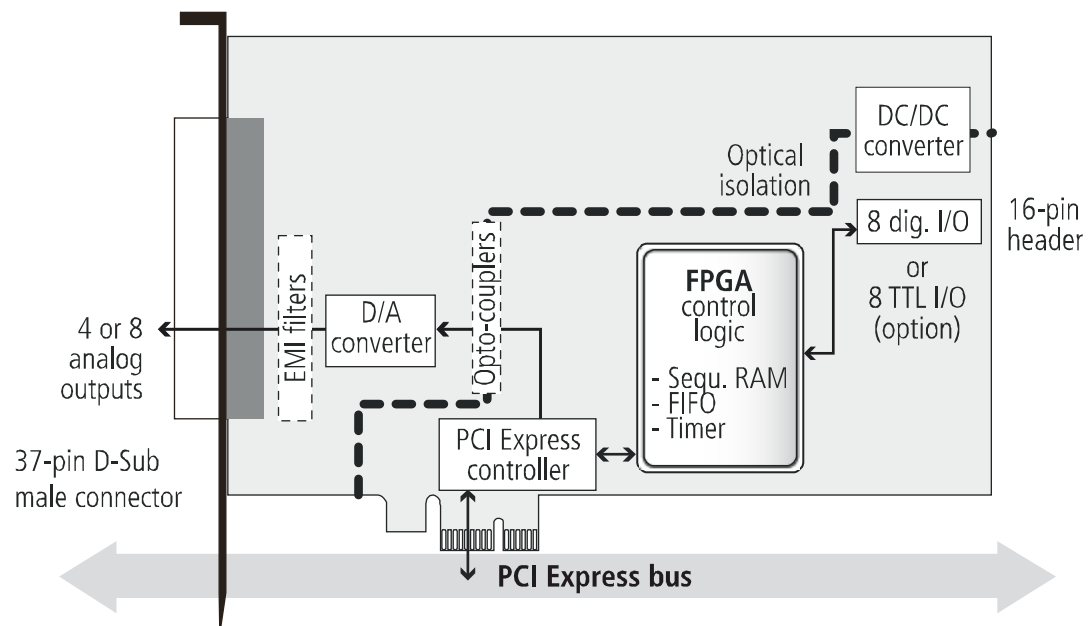 DC/DC
converter
Optical
isolation
8 dig. I/O
16-pin
header
or
8 TTL I/O
(option)
FPGA
control
logic
- Sequ. RAM
- FIFO
- Timer
Opto-couplers
EMI filters
D/A
converter
4 or 8
analog
outputs
PCI Express
controller
37-pin D-Sub
male connector
PCI Express bus